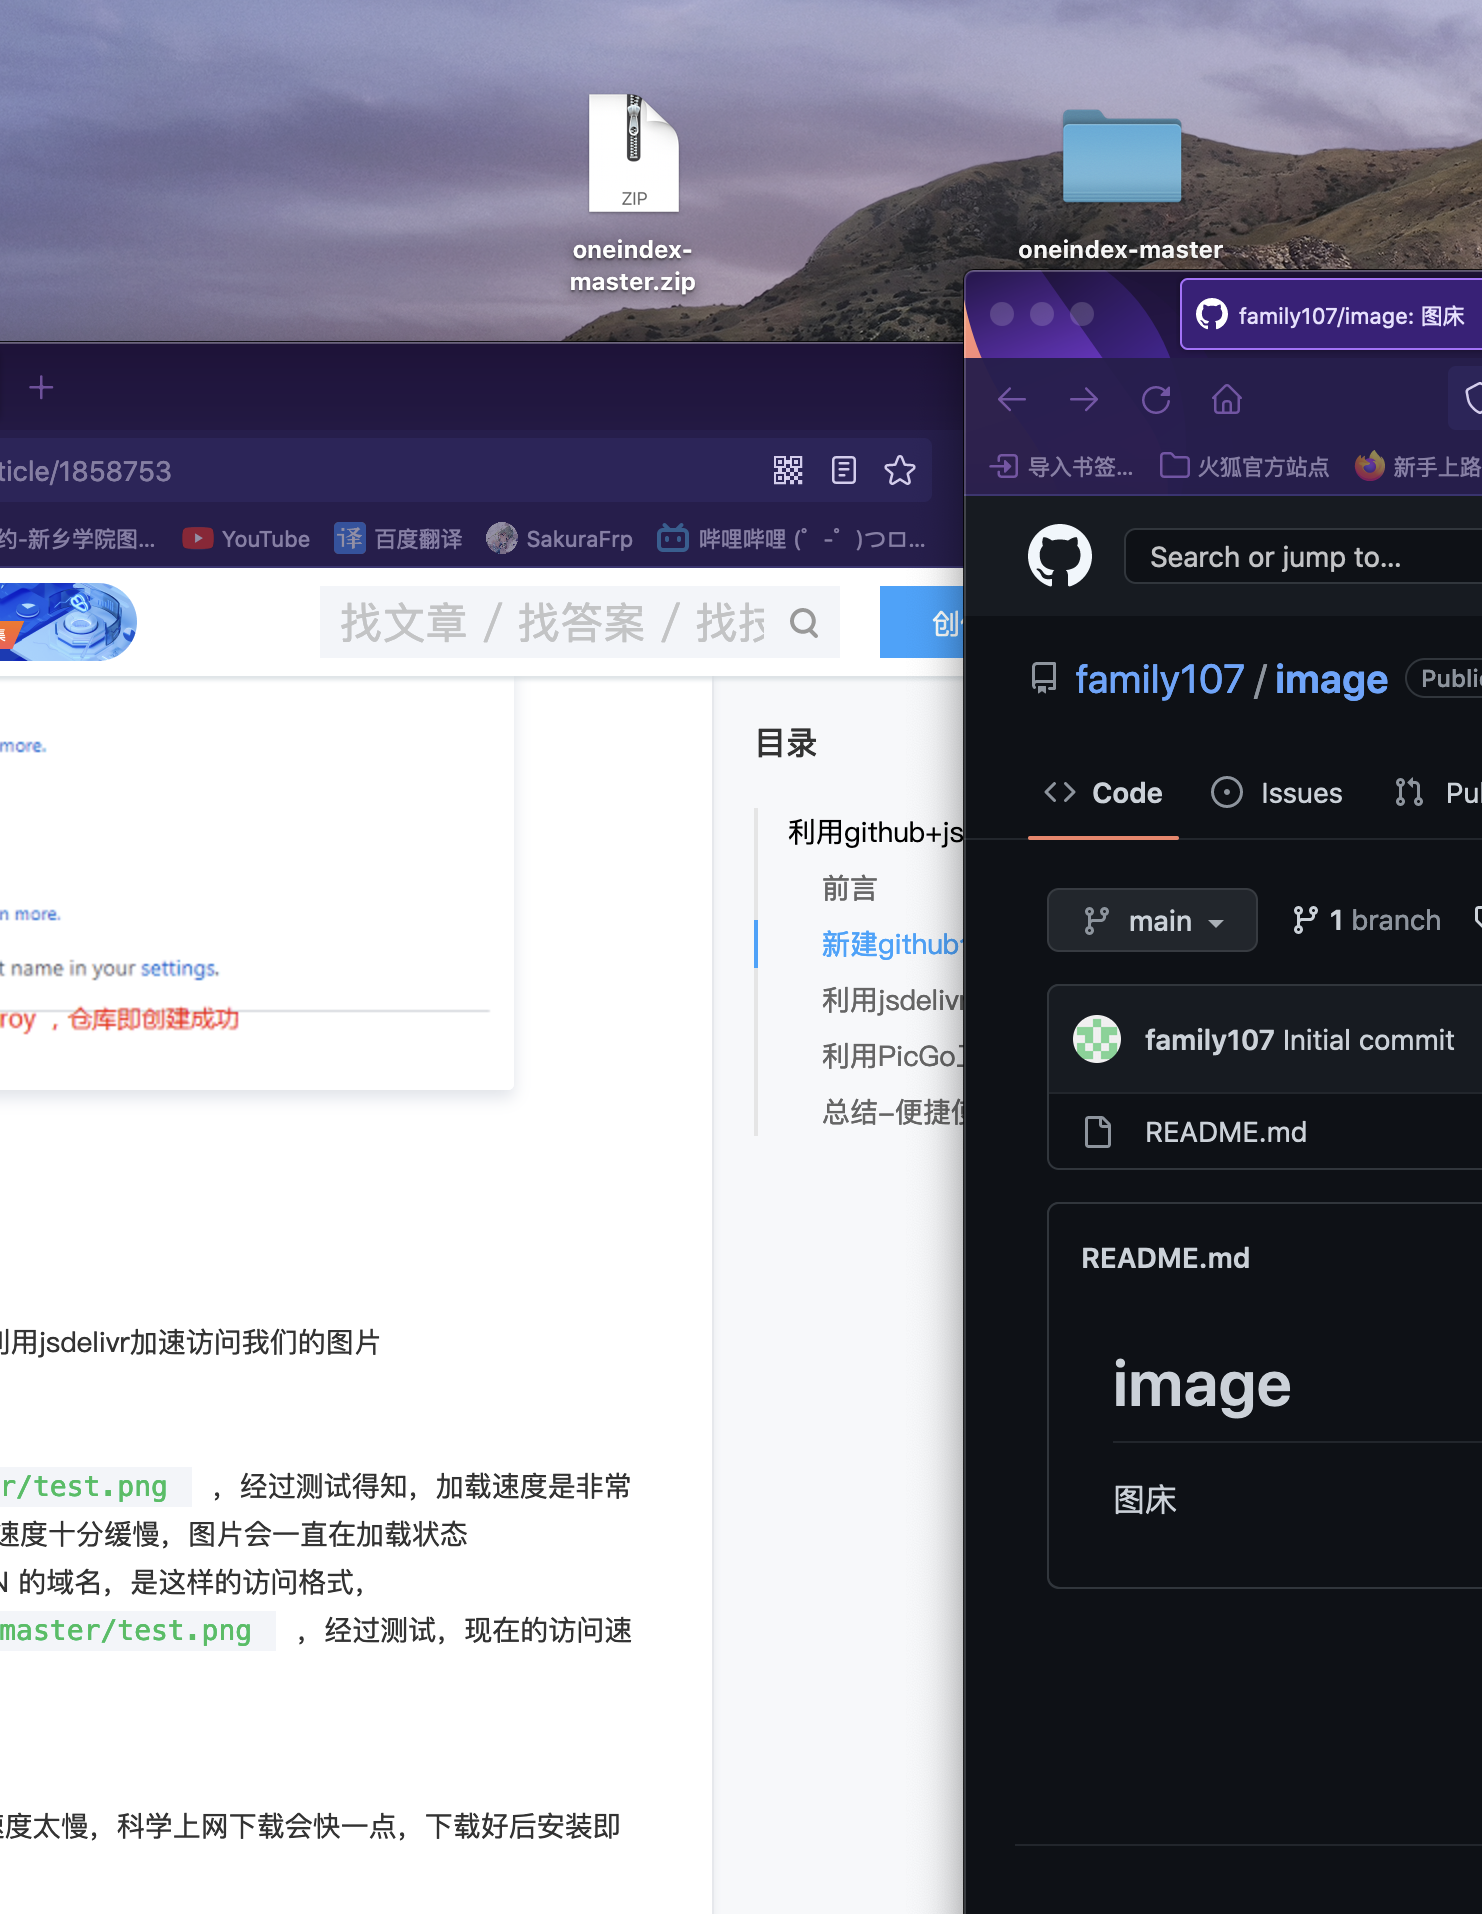 ZIP
oneindex-
master.zip
oneindex-master
ticle/1858753
约-新乡学院图...
YouTube
译
百度翻译
SakuraFrp
哔哩哔哩 (゜-゜)つロ...
集
找文章 / 找答案 / 找技
创作
more.
n more.
t name in your settings.
roy ，仓库即创建成功
利用jsdelivr加速访问我们的图片
r/test.png ，经过测试得知，加载速度是非常
速度十分缓慢，图片会一直在加载状态
N 的域名，是这样的访问格式，
master/test.png ，经过测试，现在的访问速
速度太慢，科学上网下载会快一点，下载好后安装即
目录
利用github+js
前言
新建github
利用jsdelivr
利用PicGo工
总结-便捷使
family107/image: 图床
导入书签...
火狐官方站点
新手上路
Search or jump to...
family107 / image
Public
Code
Issues
Pul
main
1 branch
family107 Initial commit
README.md
README.md
image
图床